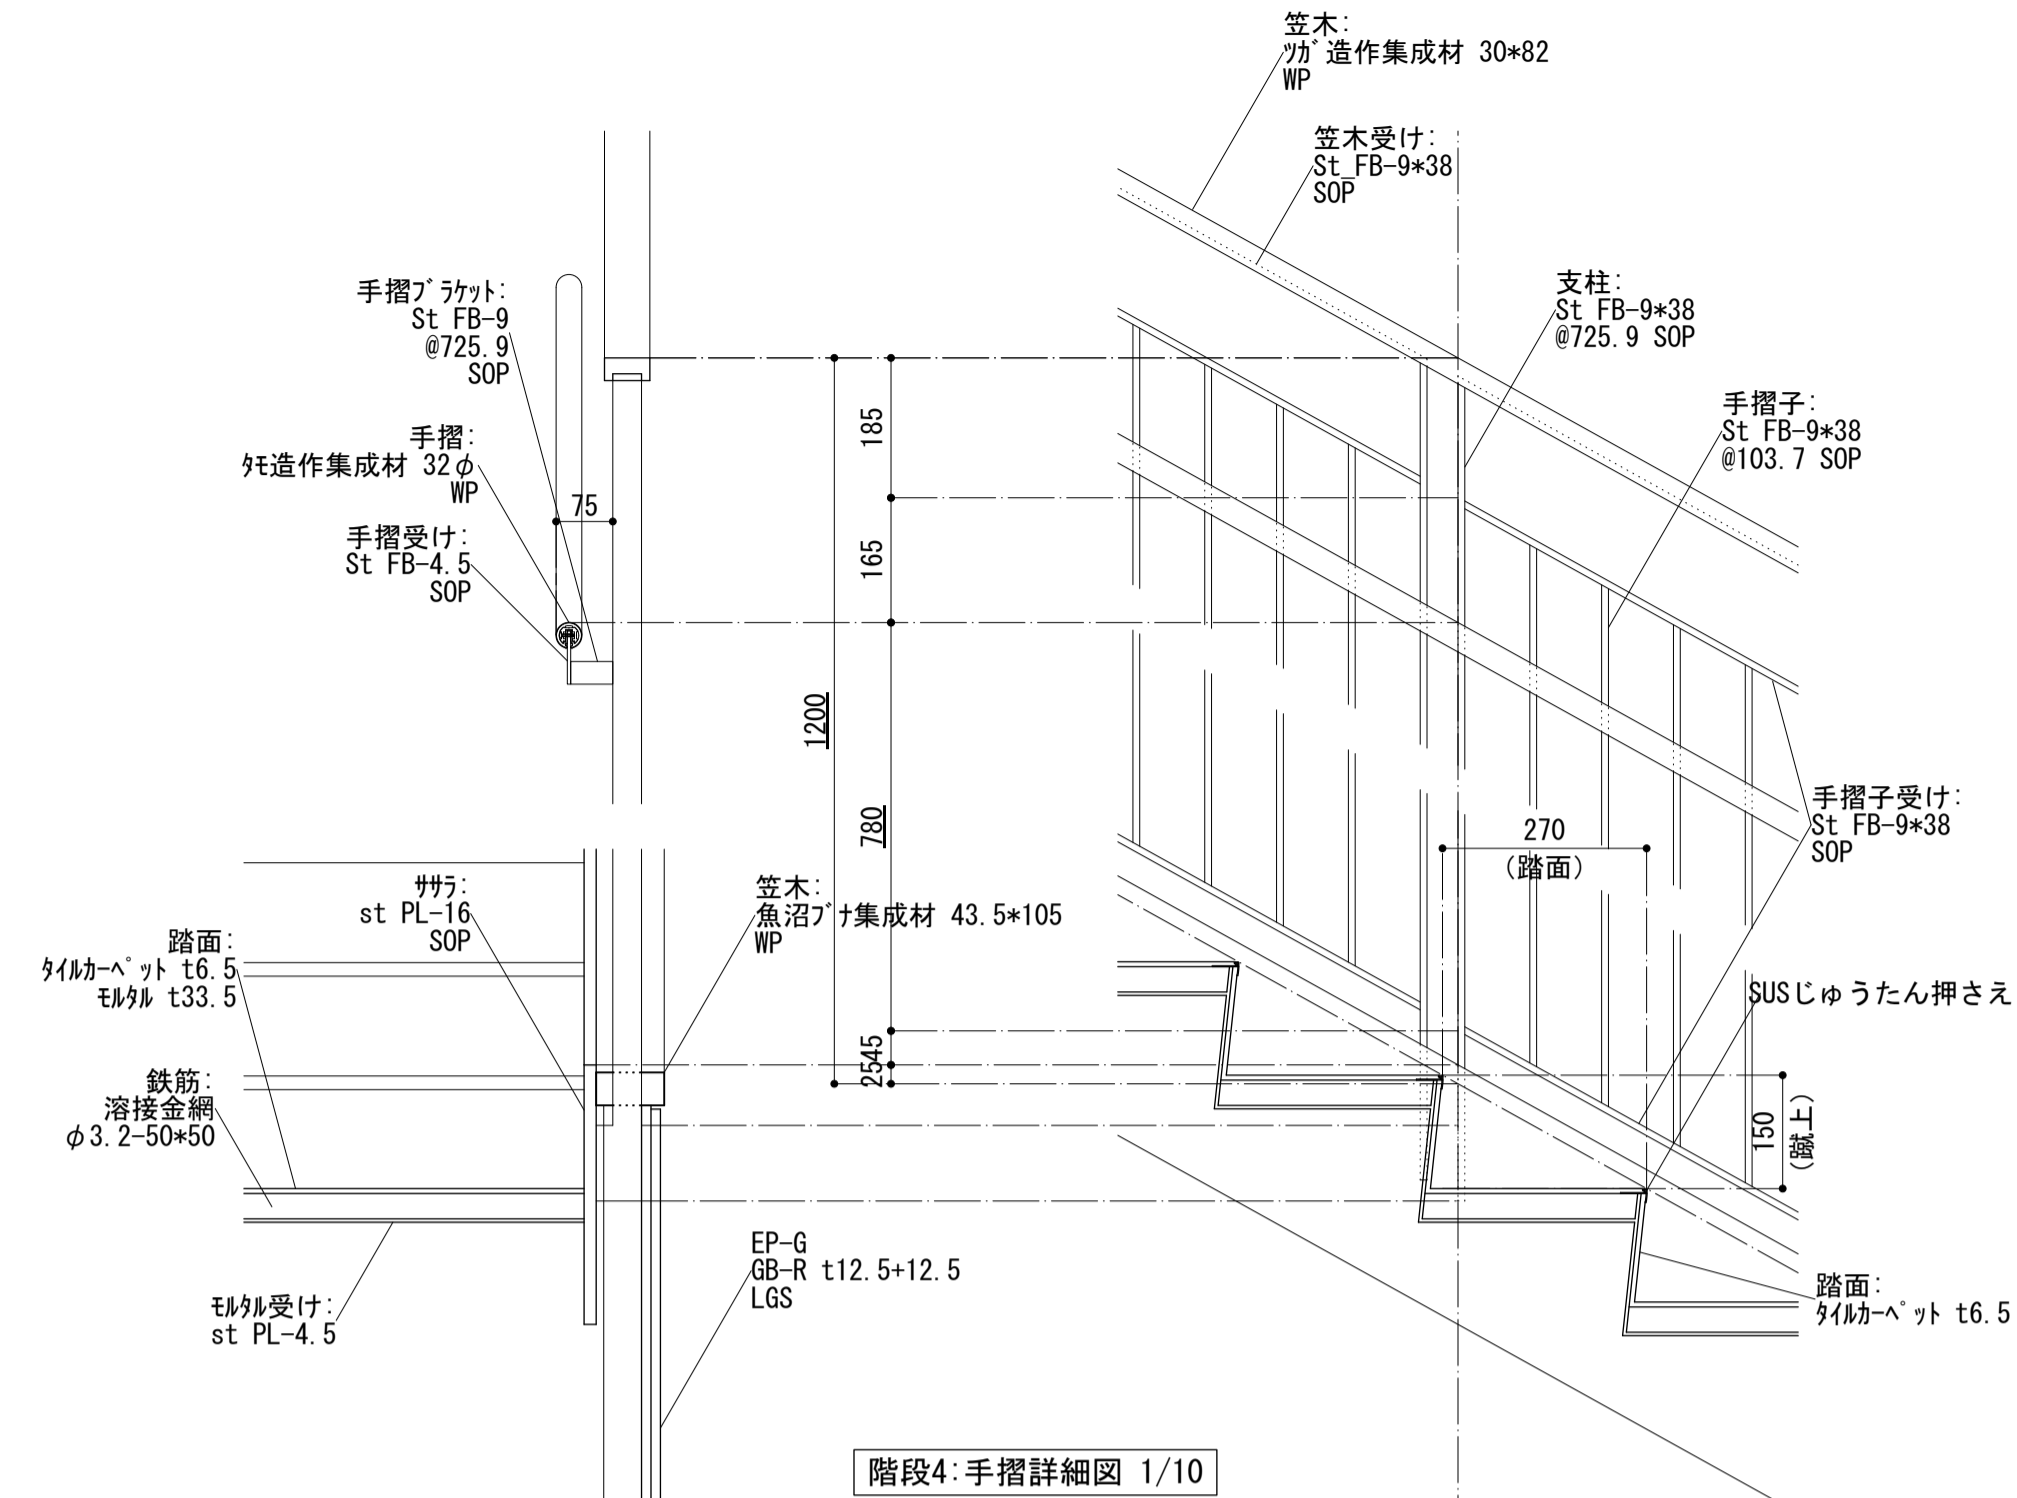 笠木:
ﾂｶﾞ造作集成材 30*82
WP
笠木受け:
St_FB-9*38
SOP
手摺ﾌﾞﾗｹｯﾄ:
St FB-9
@725.9
SOP
支柱:
St FB-9*38
@725.9 SOP
手摺子:
St FB-9*38
@103.7 SOP
手摺:
ﾀﾓ造作集成材 32φ
WP
手摺受け:
St FB-4.5
SOP
75
185
165
1200
780
45
25
270
(踏面)
手摺子受け:
St FB-9*38
SOP
ｻｻﾗ:
st PL-16
SOP
笠木:
魚沼ﾌﾞﾅ集成材 43.5*105
WP
踏面:
ﾀｲﾙｶｰﾍﾟｯﾄ t6.5
ﾓﾙﾀﾙ t33.5
SUSじゅうたん押さえ
鉄筋:
溶接金網
φ3.2-50*50
150
(蹴上)
EP-G
GB-R t12.5+12.5
LGS
ﾓﾙﾀﾙ受け:
st PL-4.5
踏面:
ﾀｲﾙｶｰﾍﾟｯﾄ t6.5
階段4:手摺詳細図 1/10